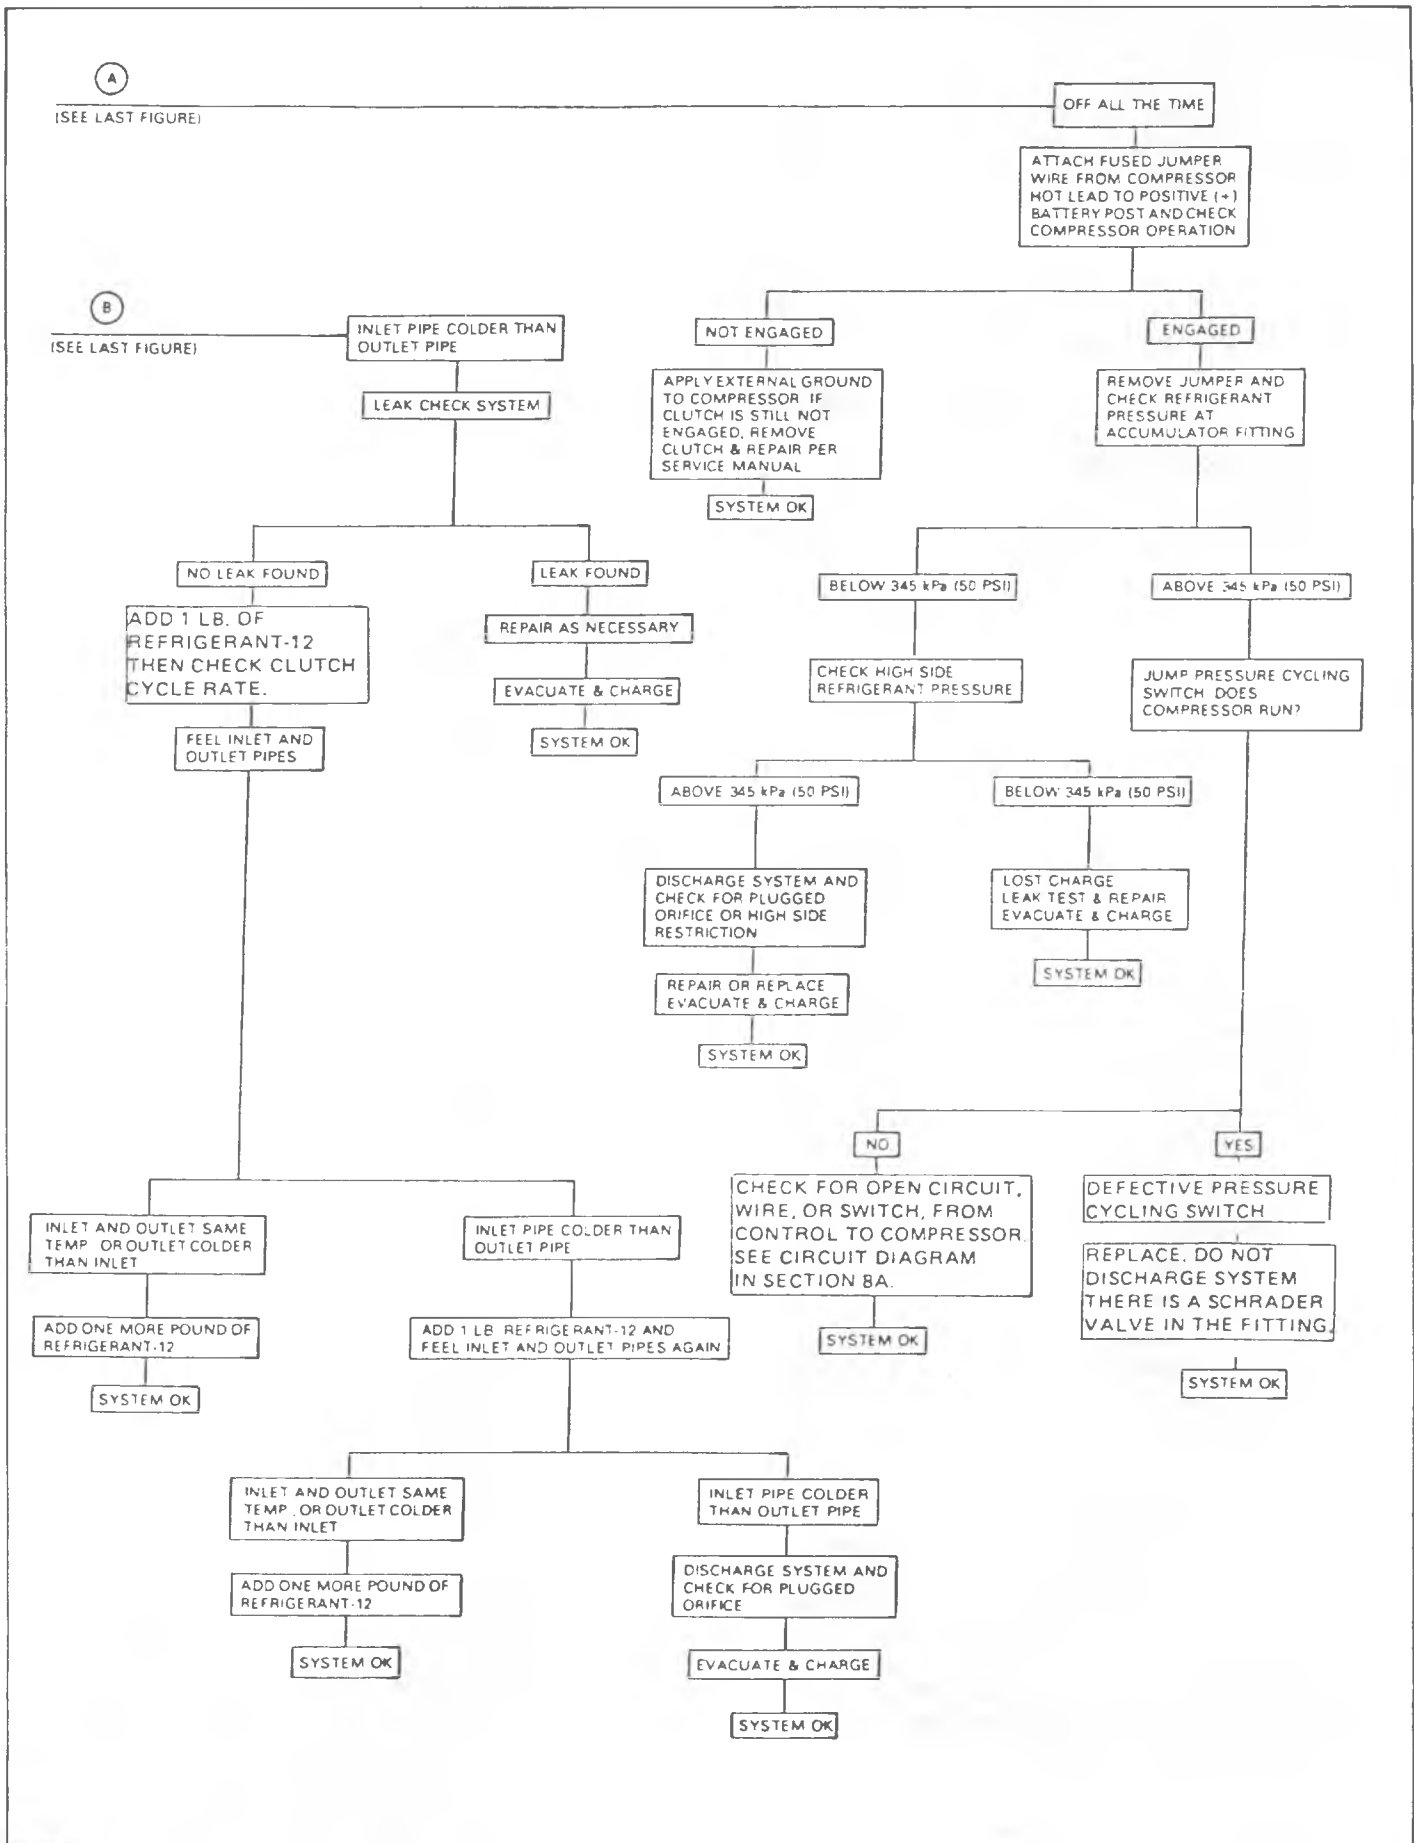 A
(SEE LAST FIGURE)
OFF ALL THE TIME
ATTACH FUSED JUMPER
WIRE FROM COMPRESSOR
HOT LEAD TO POSITIVE (+)
BATTERY POST AND CHECK
COMPRESSOR OPERATION
B
(SEE LAST FIGURE)
INLET PIPE COLDER THAN
OUTLET PIPE
LEAK CHECK SYSTEM
NOT ENGAGED
ENGAGED
APPLY EXTERNAL GROUND
TO COMPRESSOR IF
CLUTCH IS STILL NOT
ENGAGED, REMOVE
CLUTCH & REPAIR PER
SERVICE MANUAL
SYSTEM OK
REMOVE JUMPER AND
CHECK REFRIGERANT
PRESSURE AT
ACCUMULATOR FITTING
NO LEAK FOUND
LEAK FOUND
BELOW 345 kPa (50 PSI)
ABOVE 345 kPa (50 PSI)
ADD 1 LB. OF
REFRIGERANT-12
THEN CHECK CLUTCH
CYCLE RATE.
REPAIR AS NECESSARY
EVACUATE & CHARGE
SYSTEM OK
CHECK HIGH SIDE
REFRIGERANT PRESSURE
JUMP PRESSURE CYCLING
SWITCH DOES
COMPRESSOR RUN?
FEEL INLET AND
OUTLET PIPES
ABOVE 345 kPa (50 PSI)
BELOW 345 kPa (50 PSI)
DISCHARGE SYSTEM AND
CHECK FOR PLUGGED
ORIFICE OR HIGH SIDE
RESTRICTION
LOST CHARGE
LEAK TEST & REPAIR
EVACUATE & CHARGE
SYSTEM OK
REPAIR OR REPLACE
EVACUATE & CHARGE
SYSTEM OK
NO
YES
CHECK FOR OPEN CIRCUIT,
WIRE, OR SWITCH, FROM
CONTROL TO COMPRESSOR.
SEE CIRCUIT DIAGRAM
IN SECTION 8A.
SYSTEM OK
DEFECTIVE PRESSURE
CYCLING SWITCH
REPLACE. DO NOT
DISCHARGE SYSTEM
THERE IS A SCHRADER
VALVE IN THE FITTING.
SYSTEM OK
INLET AND OUTLET SAME
TEMP OR OUTLET COLDER
THAN INLET
INLET PIPE COLDER THAN
OUTLET PIPE
ADD ONE MORE POUND OF
REFRIGERANT-12
SYSTEM OK
ADD 1 LB REFRIGERANT-12 AND
FEEL INLET AND OUTLET PIPES AGAIN
INLET AND OUTLET SAME
TEMP, OR OUTLET COLDER
THAN INLET
INLET PIPE COLDER
THAN OUTLET PIPE
ADD ONE MORE POUND OF
REFRIGERANT-12
SYSTEM OK
DISCHARGE SYSTEM AND
CHECK FOR PLUGGED
ORIFICE
EVACUATE & CHARGE
SYSTEM OK